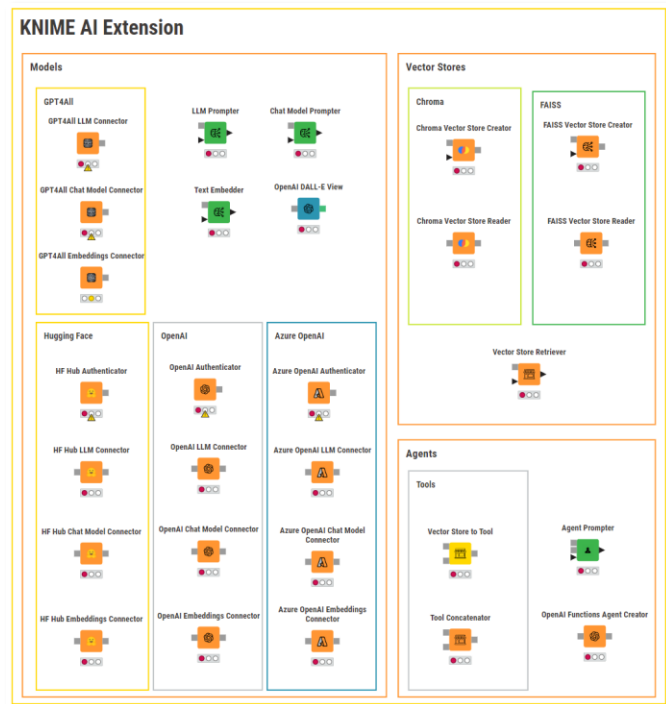 KNIME AI Extension
Models
GPT4All
GPT4All LLM Connector
GPT4All Chat Model Connector
GPT4All Embeddings Connector
LLM Prompter
Chat Model Prompter
Text Embedder
OpenAI DALL-E View
Hugging Face
HF Hub Authenticator
HF Hub LLM Connector
HF Hub Chat Model Connector
HF Hub Embeddings Connector
OpenAI
OpenAI Authenticator
OpenAI LLM Connector
OpenAI Chat Model Connector
OpenAI Embeddings Connector
Azure OpenAI
Azure OpenAI Authenticator
Azure OpenAI LLM Connector
Azure OpenAI Chat Model
Connector
Azure OpenAI Embeddings
Connector
Vector Stores
Chroma
Chroma Vector Store Creator
Chroma Vector Store Reader
FAISS
FAISS Vector Store Creator
FAISS Vector Store Reader
Vector Store Retriever
Agents
Tools
Vector Store to Tool
Tool Concatenator
Agent Prompter
OpenAI Functions Agent Creator